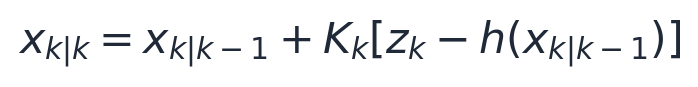 $x_{k|k} = x_{k|k-1} + K_k[z_k - h(x_{k|k-1})]$